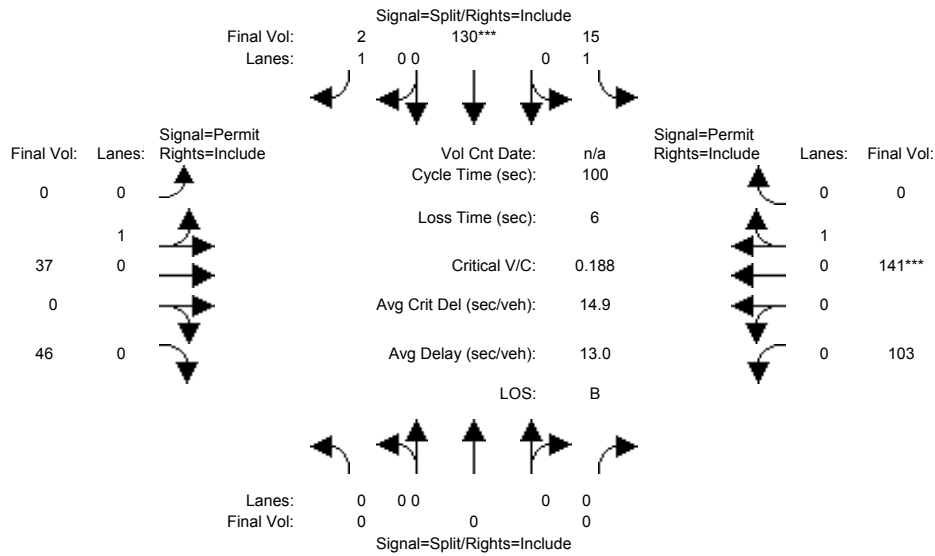 Signal=Split/Rights=Include
Final Vol: 2 130*** 15
Lanes: 1 0 0 0 1
Signal=Permit
Final Vol: Lanes: Rights=Include
Vol Cnt Date: n/a
Signal=Permit
Rights=Include Lanes: Final Vol:
Cycle Time (sec): 100
0 0
0 0
Loss Time (sec): 6
1
1
37 0
Critical V/C: 0.188
0 141***
0
Avg Crit Del (sec/veh): 14.9
0
46 0
Avg Delay (sec/veh): 13.0
0 103
LOS: B
Lanes: 0 0 0 0 0
Final Vol: 0 0 0
Signal=Split/Rights=Include